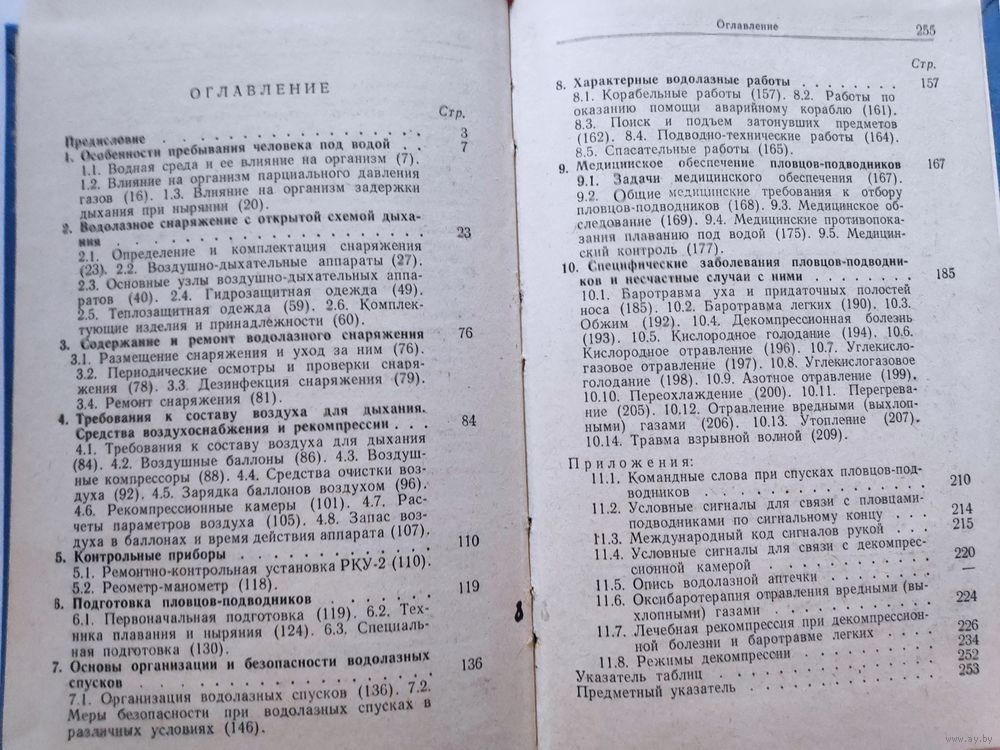 ОГЛАВЛЕНИЕ
Стр.
Предисловие . . . . . . . . . . . . . . . 3
1. Особенности пребывания человека под водой . . 7
1.1. Водная среда и ее влияние на организм (7).
1.2. Влияние на организм парциального давления
газов (16). 1.3. Влияние на организм задержки
дыхания при нырянии (20).
2. Водолазное снаряжение с открытой схемой дыха-
ния . . . . . . . . . . . . . . . . . 23
2.1. Определение и комплектация снаряжения
(23). 2.2. Воздушно-дыхательные аппараты (27).
2.3. Основные узлы воздушно-дыхательных аппа-
ратов (40). 2.4. Гидрозащитная одежда (49).
2.5. Теплозащитная одежда (59). 2.6. Комплек-
тующие изделия и принадлежности (60).
3. Содержание и ремонт водолазного снаряжения 76
3.1. Размещение снаряжения и уход за ним (76).
3.2. Периодические осмотры и проверки снаря-
жения (78). 3.3. Дезинфекция снаряжения (79).
3.4. Ремонт снаряжения (81).
4. Требования к составу воздуха для дыхания.
Средства воздухоснабжения и рекомпрессии . . . 84
4.1. Требования к составу воздуха для дыхания
(84). 4.2. Воздушные баллоны (86). 4.3. Воздуш-
ные компрессоры (88). 4.4. Средства очистки воз-
духа (92). 4.5. Зарядка баллонов воздухом (96).
4.6. Рекомпрессионные камеры (101). 4.7. Рас-
четы параметров воздуха (105). 4.8. Запас воз-
духа в баллонах и время действия аппарата (107).
5. Контрольные приборы . . . . . . . . . . 110
5.1. Ремонтно-контрольная установка РКУ-2 (110).
5.2. Реометр-манометр (118).
6. Подготовка пловцов-подводников . . . . . . 119
6.1. Первоначальная подготовка (119). 6.2. Тех-
ника плавания и ныряния (124). 6.3. Специаль-
ная подготовка (130).
7. Основы организации и безопасности водолазных
спусков . . . . . . . . . . . . . . . 136
7.1. Организация водолазных спусков (136). 7.2.
Меры безопасности при водолазных спусках в
различных условиях (146).
Оглавление 255
Стр.
8. Характерные водолазные работы . . . . . . . 157
8.1. Корабельные работы (157). 8.2. Работы по
оказанию помощи аварийному кораблю (161).
8.3. Поиск и подъем затонувших предметов
(162). 8.4. Подводно-технические работы (164).
8.5. Спасательные работы (165).
9. Медицинское обеспечение пловцов-подводников 167
9.1. Задачи медицинского обеспечения (167).
9.2. Общие медицинские требования к отбору
пловцов-подводников (168). 9.3. Медицинское об-
следование (169). 9.4. Медицинские противопока-
зания плаванию под водой (175). 9.5. Медицин-
ский контроль (177).
10. Специфические заболевания пловцов-подводни-
ков и несчастные случаи с ними . . . . . . . . 185
10.1. Баротравма уха и придаточных полостей
носа (185). 10.2. Баротравма легких (190). 10.3.
Обжим (192). 10.4. Декомпрессионная болезнь
(193). 10.5. Кислородное голодание (194). 10.6.
Кислородное отравление (196). 10.7. Углекисло-
газовое отравление (197). 10.8. Углекислогазовое
голодание (198). 10.9. Азотное отравление (199).
10.10. Переохлаждение (200). 10.11. Перегрева-
ние (205). 10.12. Отравление вредными (выхлоп-
ными) газами (206). 10.13. Утопление (207).
10.14. Травма взрывной волной (209).
Приложения:
11.1. Командные слова при спусках пловцов-под-
водников . . . . . . . . . . . . . 210
11.2. Условные сигналы для связи с пловцами-
подводниками по сигнальному концу . . . 214
11.3. Международный код сигналов рукой . . . 215
11.4. Условные сигналы для связи с декомпрес-
сионной камерой . . . . . . . . . . 220
11.5. Опись водолазной аптечки . . . . . . —
11.6. Оксибаротерапия отравления вредными (вы-
хлопными) газами . . . . . . . . . . 224
11.7. Лечебная рекомпрессия при декомпрессион-
ной болезни и баротравме легких . . . . 226
11.8. Режимы декомпрессии . . . . . . . . 234
Указатель таблиц . . . . . . . . . . . . . 252
Предметный указатель . . . . . . . . . . . 253
www.ay.by